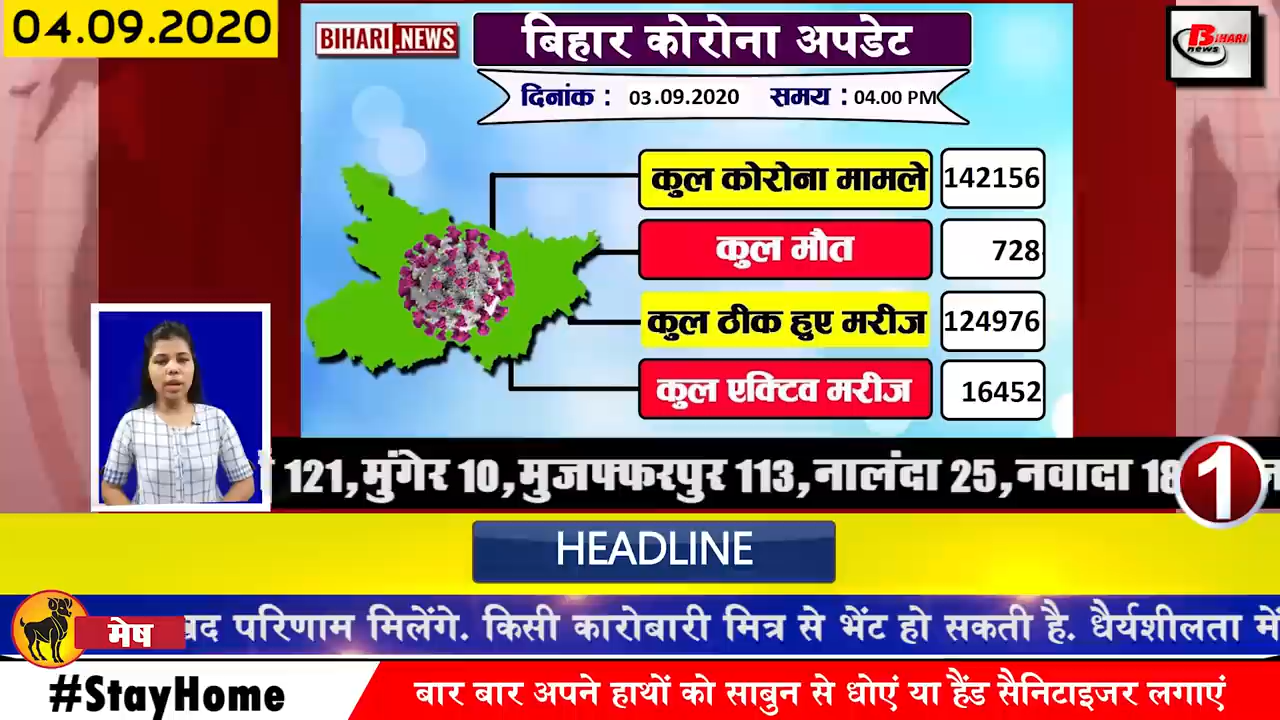 04.09.2020
BIHARI NEWS
बिहार कोरोना अपडेट
BIHARI news
दिनांक : 03.09.2020 समय : 04.00 PM
कुल कोरोना मामले 142156
कुल मौत 728
कुल ठीक हुए मरीज 124976
कुल एक्टिव मरीज 16452
121,मुंगेर 10,मुजफ्फरपुर 113,नालंदा 25,नवादा 18
1
HEADLINE
मेष
परिणाम मिलेंगे. किसी कारोबारी मित्र से भेंट हो सकती है. धैर्यशीलता में
#StayHome
बार बार अपने हाथों को साबुन से धोएं या हैंड सैनिटाइजर लगाएं